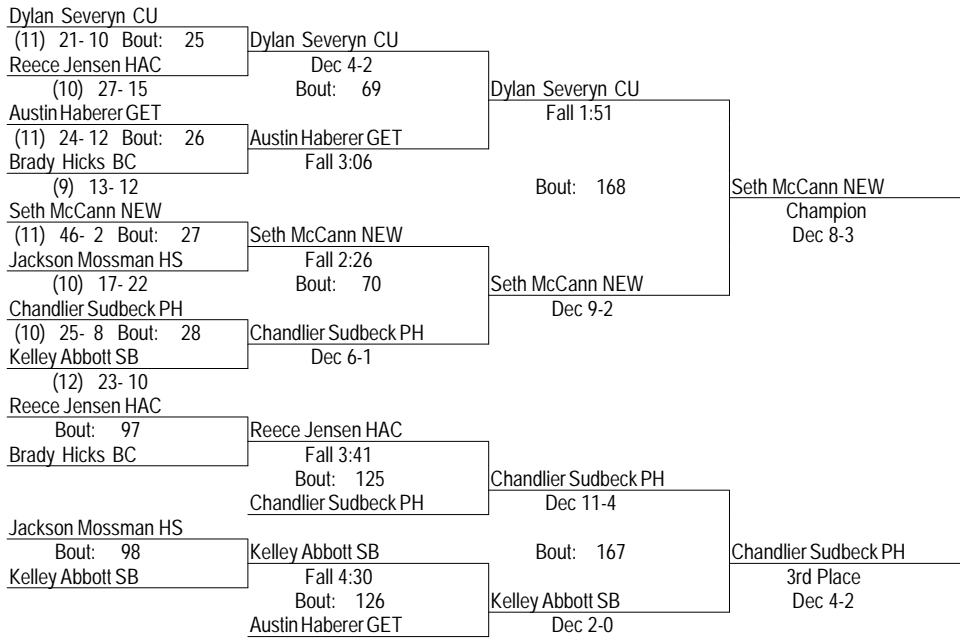 Dylan Severyn CU
(11) 21- 10 Bout: 25
Dylan Severyn CU
Reece Jensen HAC
Dec 4-2
(10) 27- 15
Bout: 69
Dylan Severyn CU
Austin Haberer GET
Fall 1:51
(11) 24- 12 Bout: 26
Austin Haberer GET
Brady Hicks BC
Fall 3:06
(9) 13- 12
Bout: 168
Seth McCann NEW
Seth McCann NEW
Champion
(11) 46- 2 Bout: 27
Seth McCann NEW
Dec 8-3
Jackson Mossman HS
Fall 2:26
(10) 17- 22
Bout: 70
Seth McCann NEW
Chandlier Sudbeck PH
Dec 9-2
(10) 25- 8 Bout: 28
Chandlier Sudbeck PH
Kelley Abbott SB
Dec 6-1
(12) 23- 10
Reece Jensen HAC
Bout: 97
Reece Jensen HAC
Brady Hicks BC
Fall 3:41
Bout: 125
Chandlier Sudbeck PH
Chandlier Sudbeck PH
Dec 11-4
Jackson Mossman HS
Bout: 98
Kelley Abbott SB
Bout: 167
Chandlier Sudbeck PH
Kelley Abbott SB
Fall 4:30
3rd Place
Bout: 126
Kelley Abbott SB
Dec 4-2
Austin Haberer GET
Dec 2-0